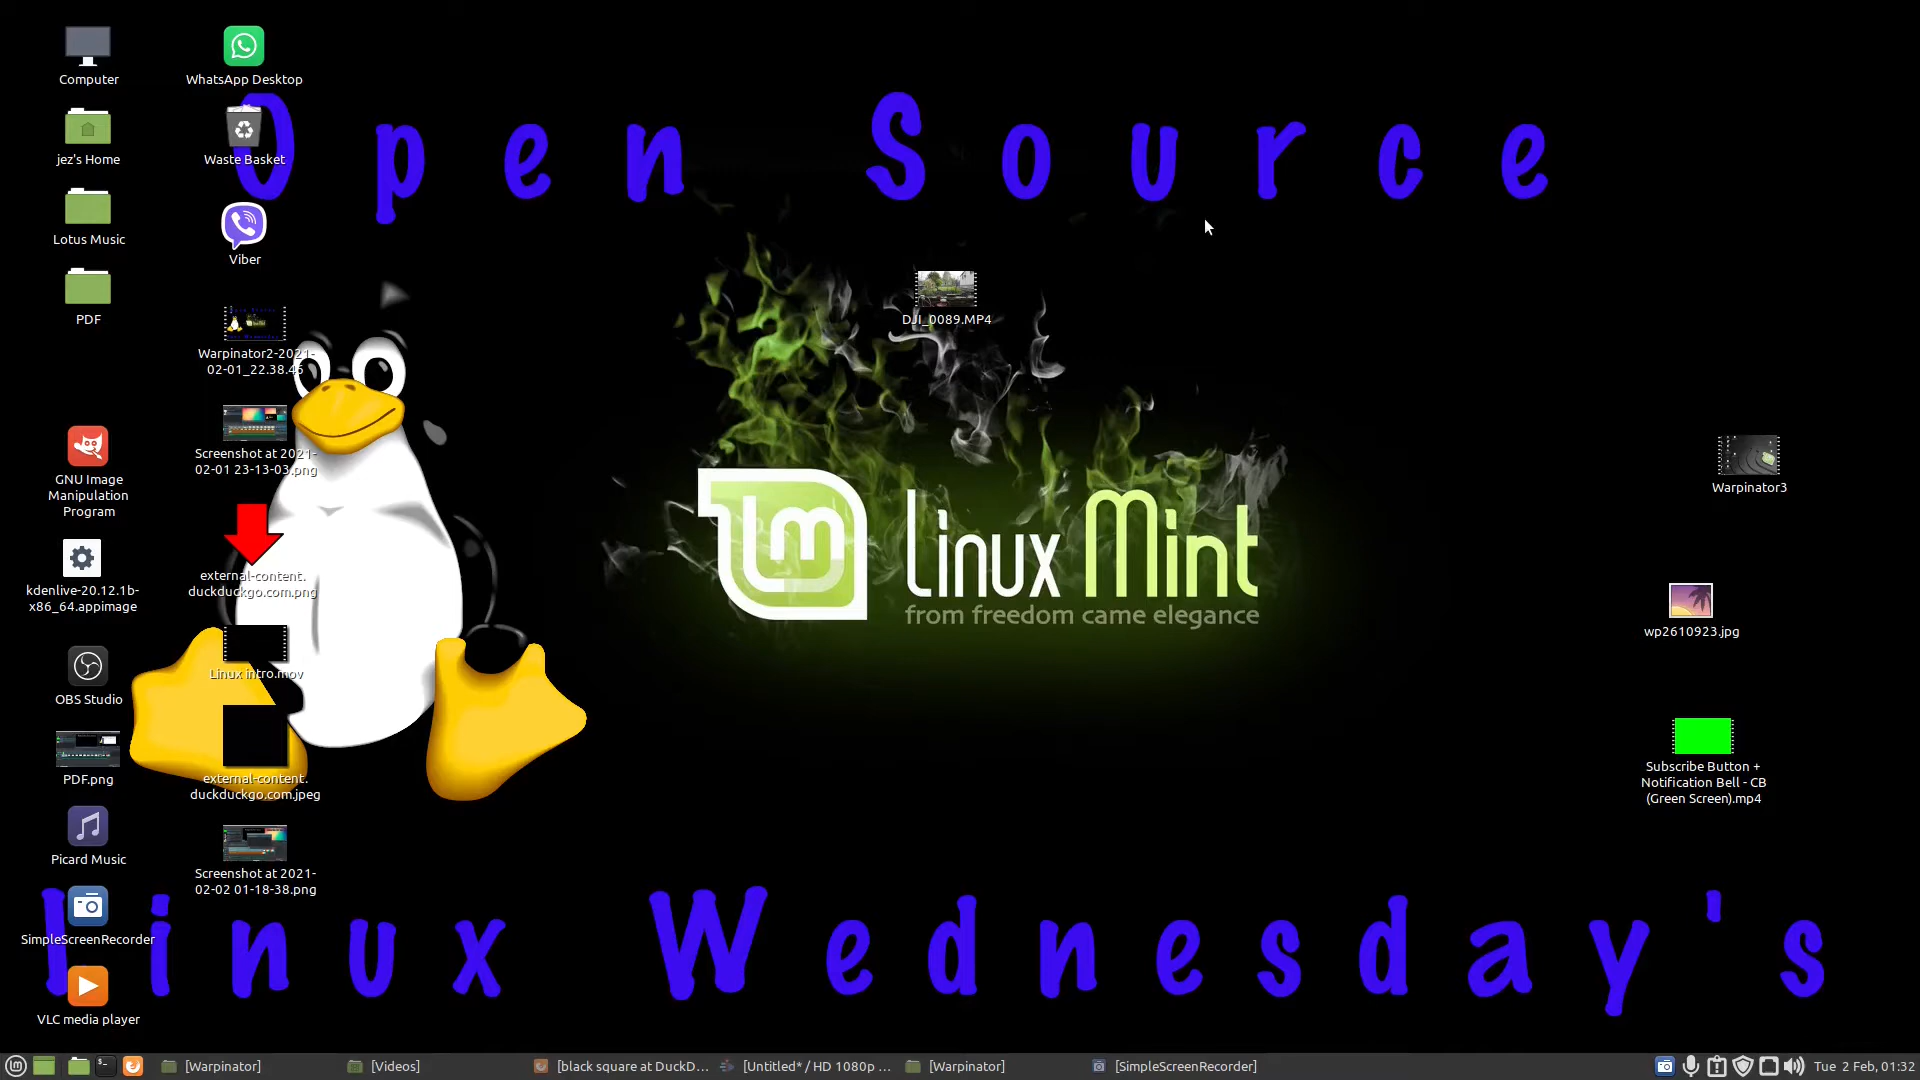 Computer
WhatsApp Desktop
jez's Home
Waste Basket
Open Source
Lotus Music
Viber
PDF
Warpinator2-2021-
02-01_22.38.46
DJI_0089.MP4
Screenshot at 2021-
02-01 23-13-03.png
GNU Image
Manipulation
Program
Warpinator3
external-content.
duckduckgo.com.png
kdenlive-20.12.1b-
x86_64.appimage
lm
Linux Mint
from freedom came elegance
wp2610923.jpg
OBS Studio
Linux intro.mov
PDF.png
external-content.
duckduckgo.com.jpeg
Subscribe Button +
Notification Bell - CB
(Green Screen).mp4
Picard Music
Screenshot at 2021-
02-02 01-18-38.png
SimpleScreenRecorder
Linux Wednesday's
VLC media player
[Warpinator]
[Videos]
[black square at DuckD...
[Untitled* / HD 1080p ...
[Warpinator]
[SimpleScreenRecorder]
Tue 2 Feb, 01:32